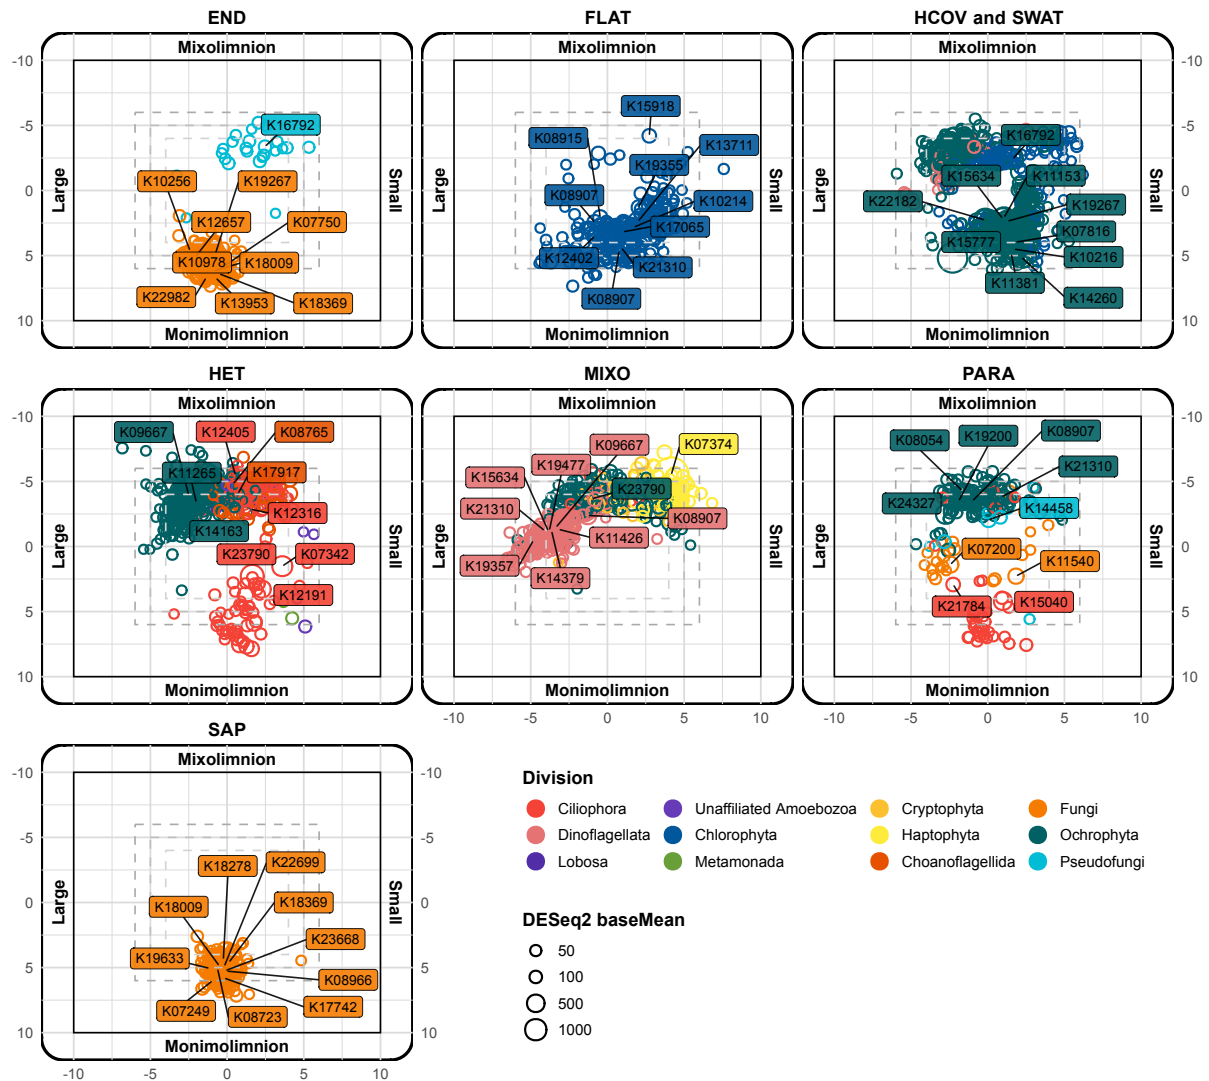 END
FLAT
HCOV and SWAT
Mixolimnion
Mixolimnion
Mixolimnion
-10
-5
0
5
10
Large
Small
K16792
K10256
K19267
K12657
K07750
K10978
K18009
K22982
K13953
K18369
Monimolimnion
Large
Small
K15918
K08915
K13711
K19355
K08907
K10214
K17065
K12402
K21310
K08907
Monimolimnion
Large
Small
K16792
K15634
K11153
K22182
K19267
K07816
K15777
K10216
K11381
K14260
Monimolimnion
-10
-5
0
5
10
HET
MIXO
PARA
Mixolimnion
Mixolimnion
Mixolimnion
-10
-5
0
5
10
Large
Small
K09667
K12405
K08765
K11265
K17917
K12316
K14163
K23790
K07342
K12191
Monimolimnion
Large
Small
K09667
K07374
K19477
K15634
K23790
K21310
K08907
K11426
K19357
K14379
Monimolimnion
-10
-5
0
5
10
Large
Small
K08054
K19200
K08907
K21310
K24327
K14458
K07200
K11540
K21784
K15040
Monimolimnion
-10
-5
0
5
10
-10
-5
0
5
10
SAP
Mixolimnion
-10
-5
0
5
10
Large
Small
K18278
K22699
K18009
K18369
K23668
K19633
K08966
K07249
K08723
K17742
Monimolimnion
-10
-5
0
5
10
-10
-5
0
5
10
Division
Ciliophora
Unaffiliated Amoebozoa
Cryptophyta
Fungi
Dinoflagellata
Chlorophyta
Haptophyta
Ochrophyta
Lobosa
Metamonada
Choanoflagellida
Pseudofungi
DESeq2 baseMean
50
100
500
1000